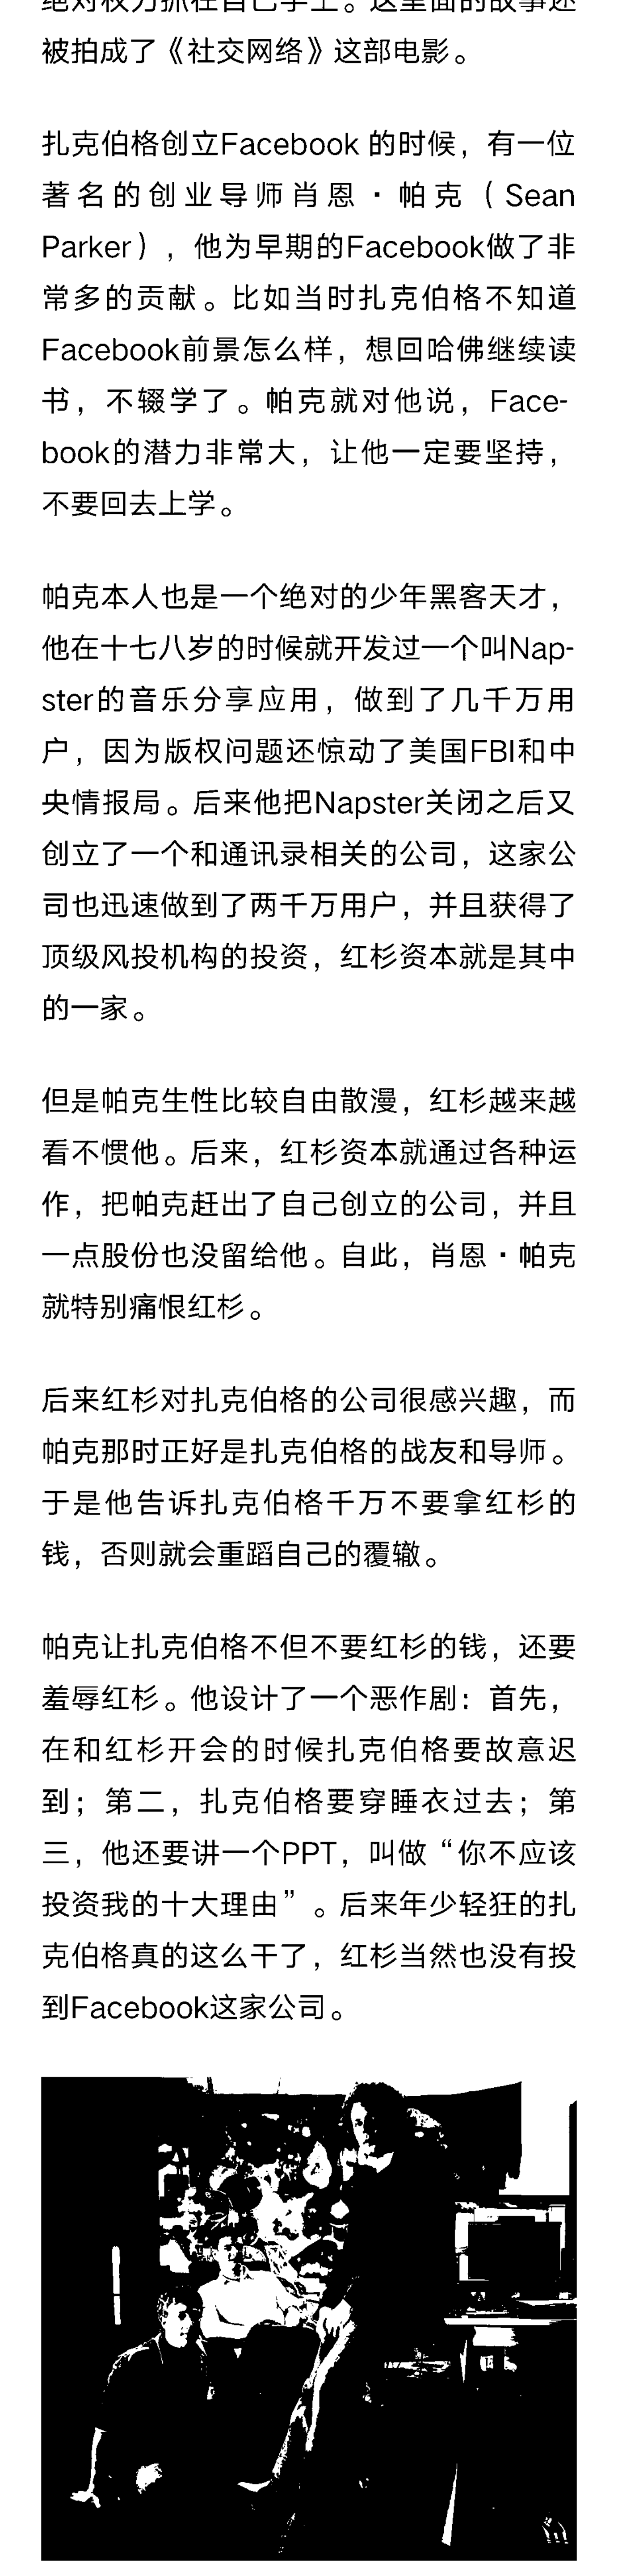 绝对权力抓在自己手上。这里面的故事还
被拍成了《社交网络》这部电影。
扎克伯格创立Facebook 的时候，有一位
著名的创业导师肖恩·帕克（Sean
Parker），他为早期的Facebook做了非
常多的贡献。比如当时扎克伯格不知道
Facebook前景怎么样，想回哈佛继续读
书，不辍学了。帕克就对他说，Face-
book的潜力非常大，让他一定要坚持，
不要回去上学。
帕克本人也是一个绝对的少年黑客天才，
他在十七八岁的时候就开发过一个叫Nap-
ster的音乐分享应用，做到了几千万用
户，因为版权问题还惊动了美国FBI和中
央情报局。后来他把Napster关闭之后又
创立了一个和通讯录相关的公司，这家公
司也迅速做到了两千万用户，并且获得了
顶级风投机构的投资，红杉资本就是其中
的一家。
但是帕克生性比较自由散漫，红杉越来越
看不惯他。后来，红杉资本就通过各种运
作，把帕克赶出了自己创立的公司，并且
一点股份也没留给他。自此，肖恩·帕克
就特别痛恨红杉。
后来红杉对扎克伯格的公司很感兴趣，而
帕克那时正好是扎克伯格的战友和导师。
于是他告诉扎克伯格千万不要拿红杉的
钱，否则就会重蹈自己的覆辙。
帕克让扎克伯格不但不要红杉的钱，还要
羞辱红杉。他设计了一个恶作剧：首先，
在和红杉开会的时候扎克伯格要故意迟
到；第二，扎克伯格要穿睡衣过去；第
三，他还要讲一个PPT，叫做“你不应该
投资我的十大理由”。后来年少轻狂的扎
克伯格真的这么干了，红杉当然也没有投
到Facebook这家公司。